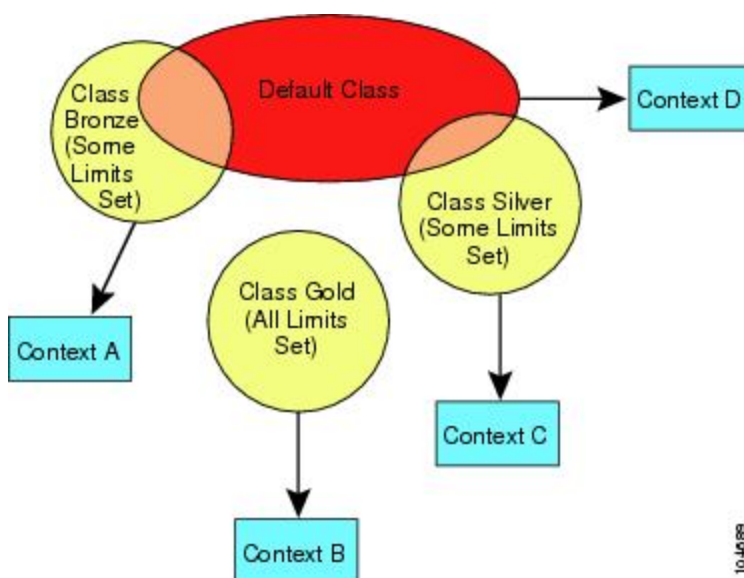 Default Class
Class
Bronze
(Some
Limits
Set)
Context D
Class Silver
(Some Limits
Set)
Class Gold
(All Limits
Set)
Context A
Context C
Context B
104689